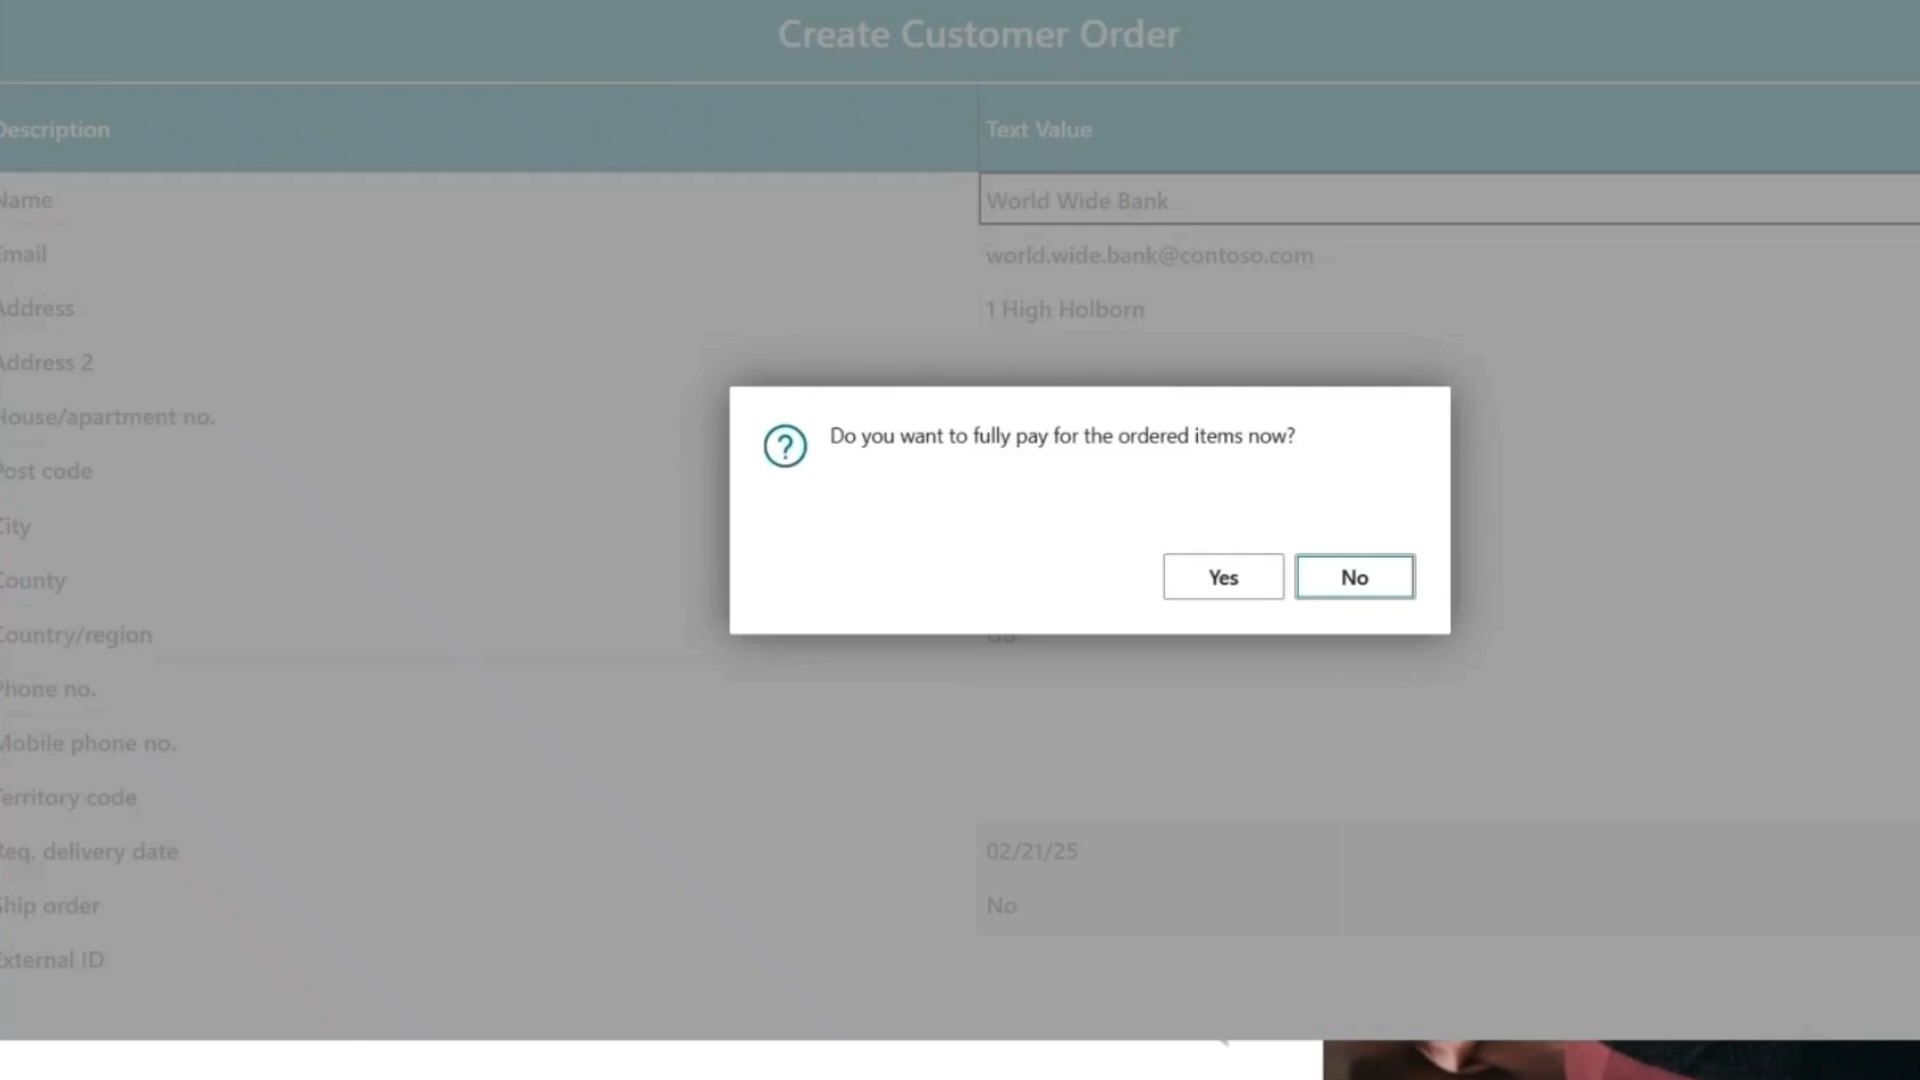 Create Customer Order
Description Text Value
Name World Wide Bank
Email world.wide.bank@contoso.com
Address 1 High Holborn
Address 2
House/apartment no.
Post code
City
County
Country/region
Phone no.
Mobile phone no.
Territory code
Req. delivery date 02/21/25
Ship order No
External ID
Do you want to fully pay for the ordered items now?
Yes No